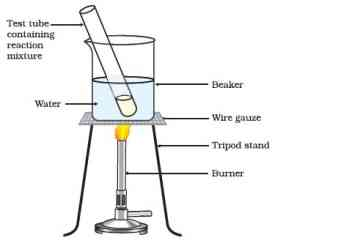 Test tube
containing
reaction
mixture
Water
Beaker
Wire gauze
Tripod stand
Burner